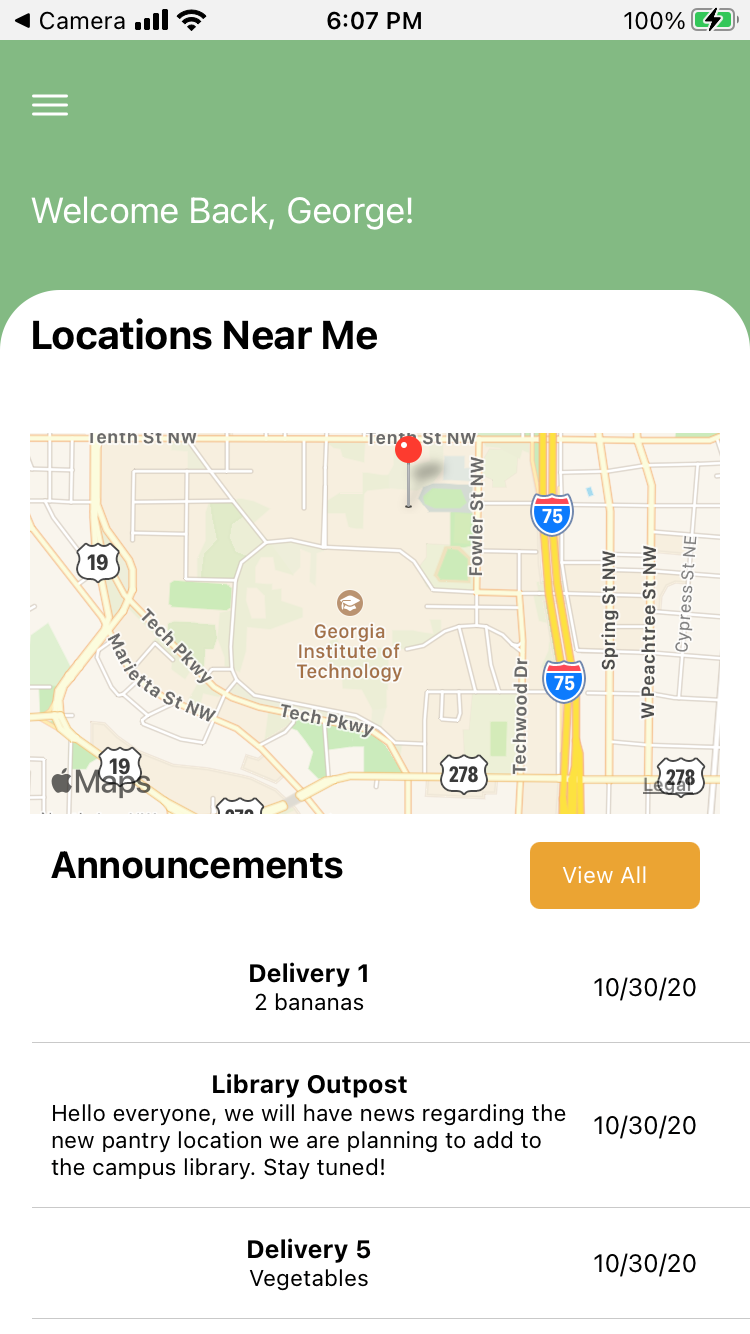 Camera
6:07 PM
100%
Welcome Back, George!
Locations Near Me
Tenth St NW
Tenth St NW
Fowler St NW
75
19
Spring St NW
W Peachtree St NW
Cypress St NE
Georgia
Institute of
Technology
Tech Pkwy
Marietta St NW
75
Techwood Dr
Tech Pkwy
19
278
278
Maps
Legal
Announcements
View All
Delivery 1
2 bananas
10/30/20
Library Outpost
Hello everyone, we will have news regarding the
new pantry location we are planning to add to
the campus library. Stay tuned!
10/30/20
Delivery 5
Vegetables
10/30/20